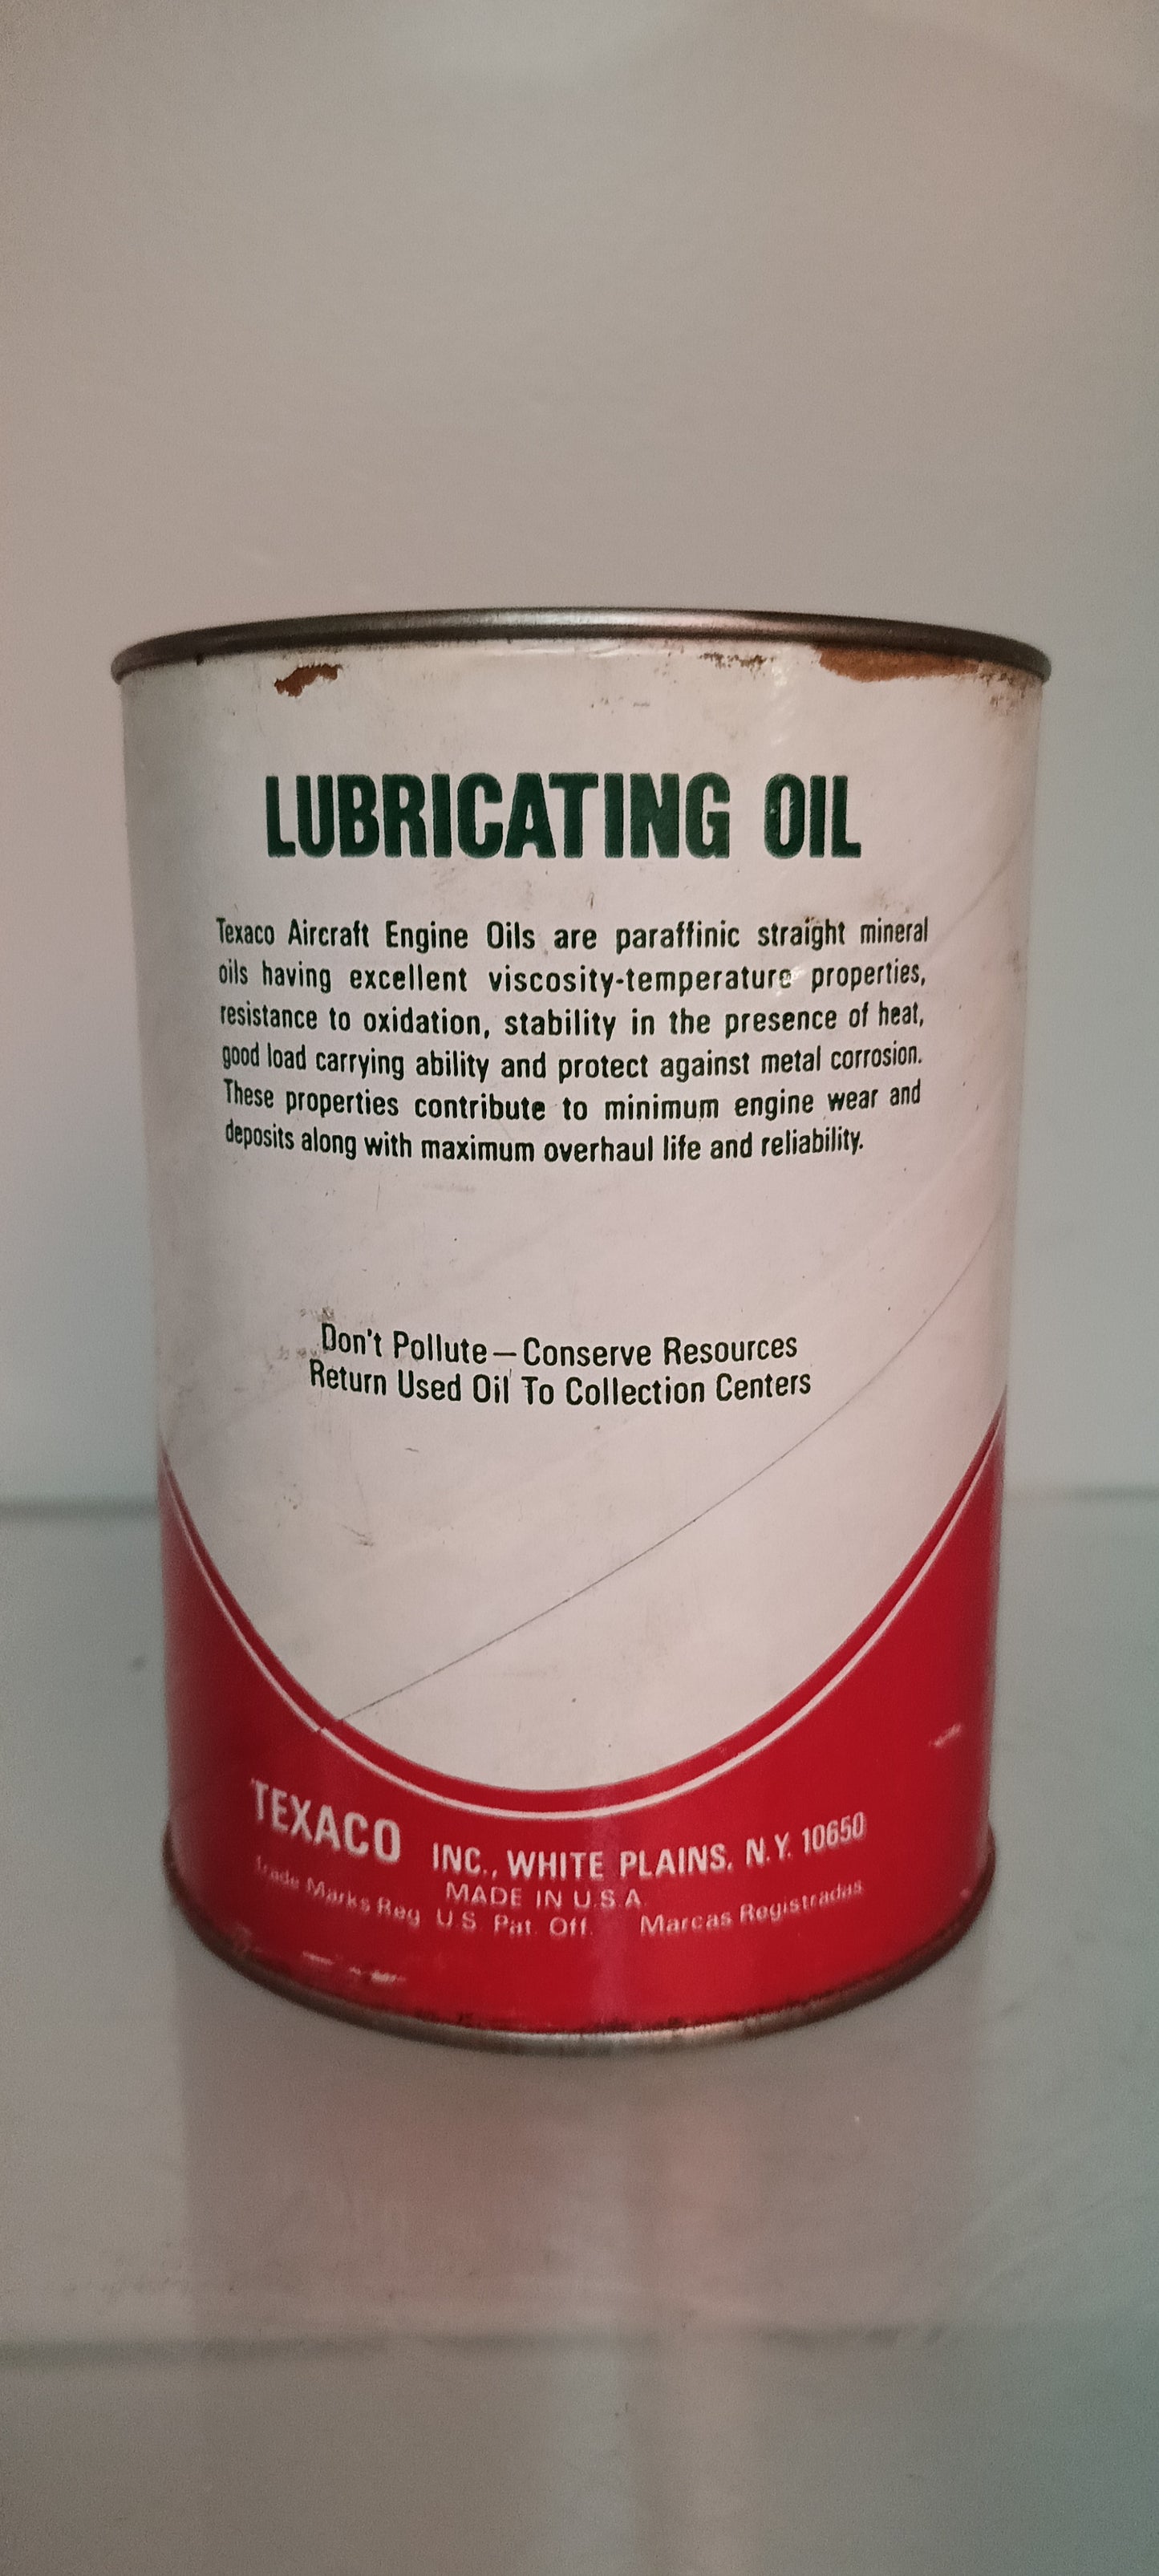 LUBRICATING OIL
Texaco Aircraft Engine Oils are paraffinic straight mineral
oils having excellent viscosity-temperature properties,
resistance to oxidation, stability in the presence of heat,
good load carrying ability and protect against metal corrosion.
These properties contribute to minimum engine wear and
deposits along with maximum overhaul life and reliability.
Don't Pollute — Conserve Resources
Return Used Oil To Collection Centers
TEXACO INC., WHITE PLAINS, N.Y. 10650
MADE IN U.S.A.
Trade Marks Reg. U.S. Pat. Off. Marcas Registradas